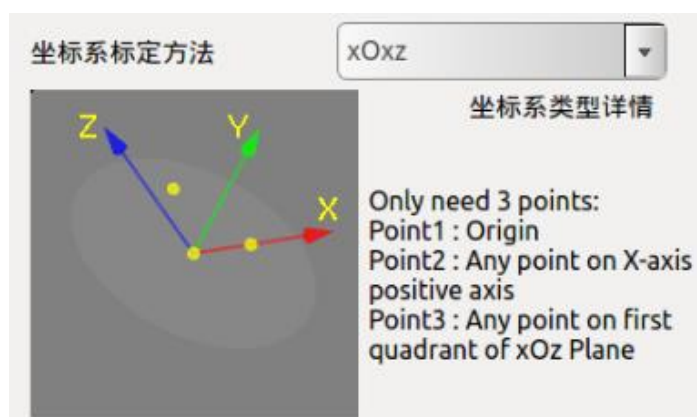 坐标系标定方法
xOxz
坐标系类型详情
Z
Y
X
Only need 3 points:
Point1 : Origin
Point2 : Any point on X-axis
positive axis
Point3 : Any point on first
quadrant of xOz Plane